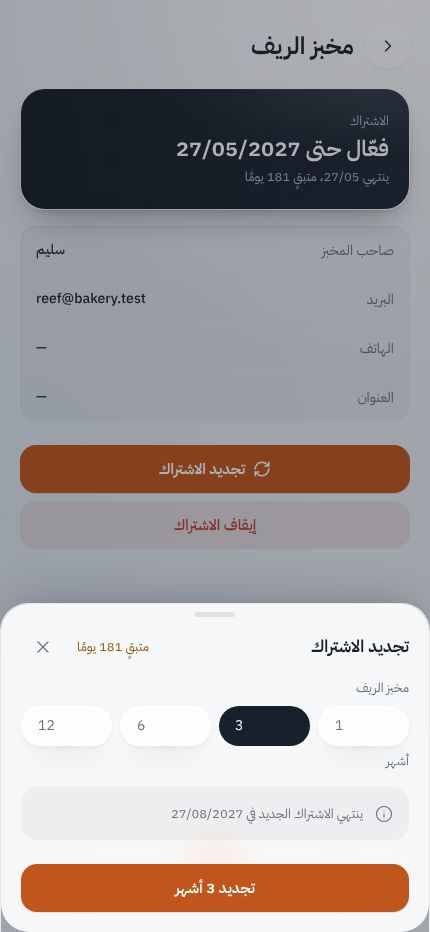 مخبز الريف
الاشتراك
فعّال حتى 27/05/2027
ينتهي 27/05، متبقٍ 181 يومًا
صاحب المخبز سليم
البريد reef@bakery.test
الهاتف —
العنوان —
تجديد الاشتراك
إيقاف الاشتراك
تجديد الاشتراك متبقٍ 181 يومًا
مخبز الريف
1 3 6 12
أشهر
ينتهي الاشتراك الجديد في 27/08/2027
تجديد 3 أشهر